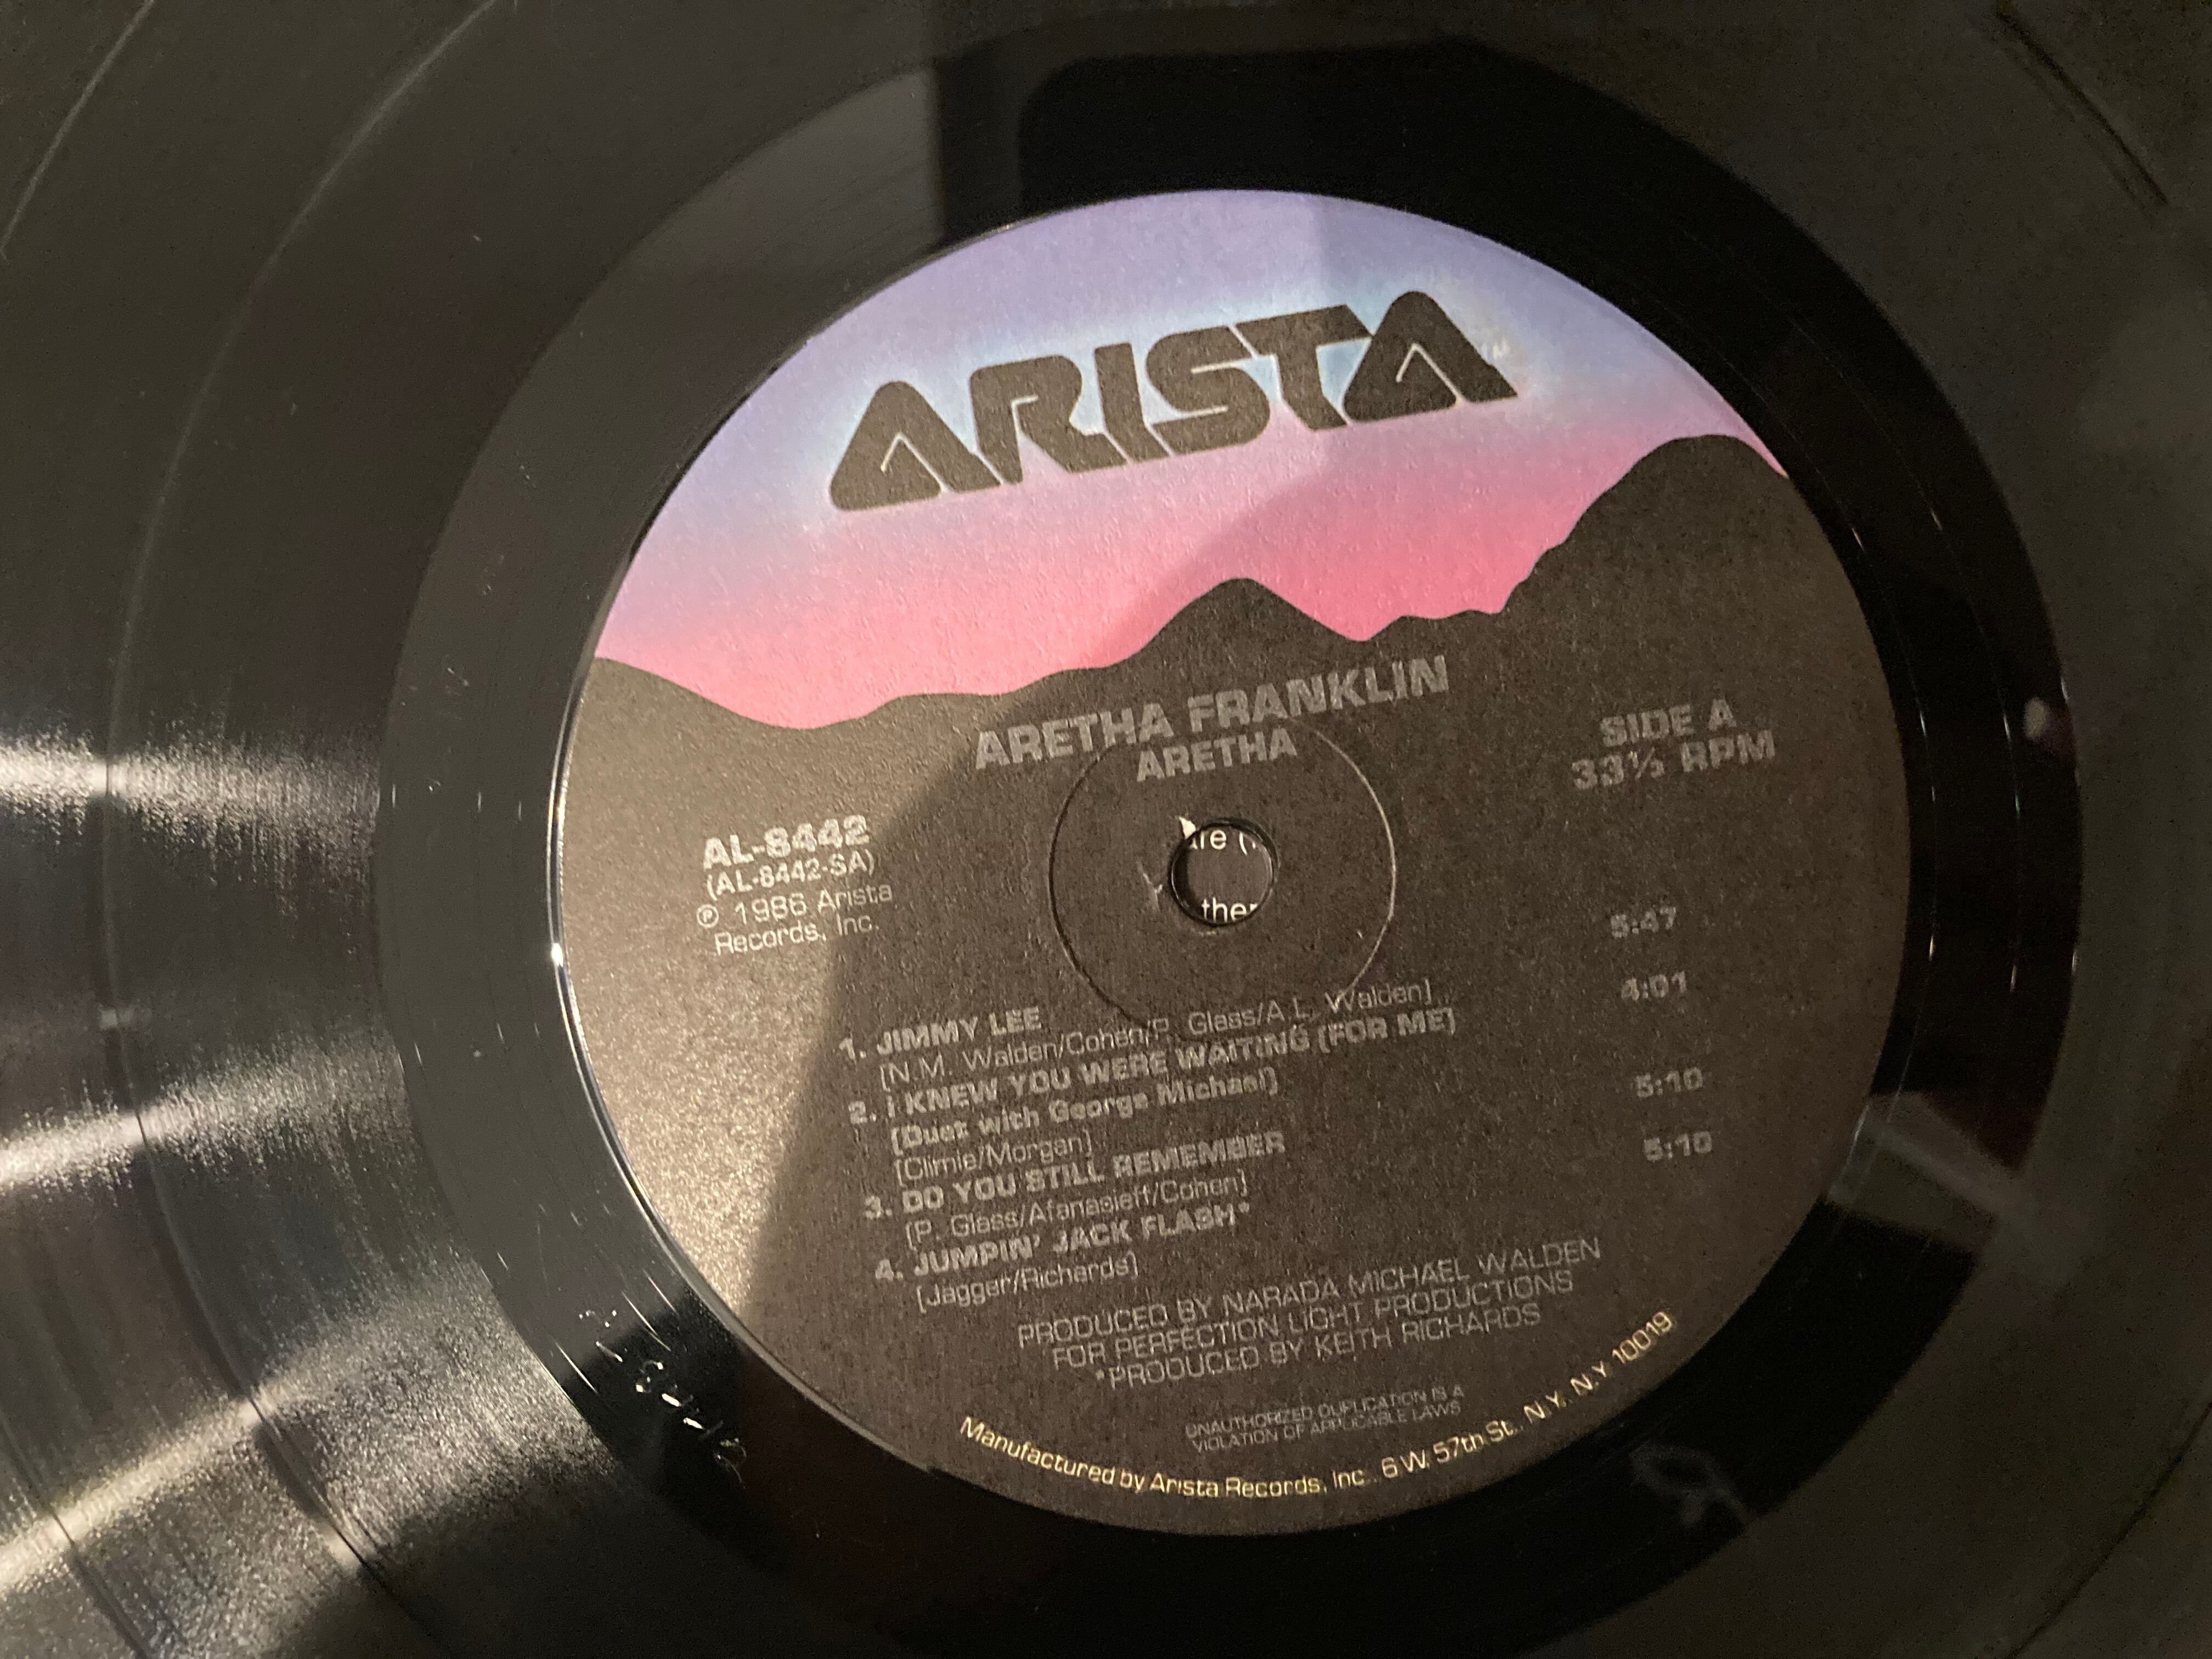 ARISTA
ARETHA FRANKLIN
ARETHA
SIDE A
33⅓ RPM
AL-8442
(AL-8442-SA)
℗ 1986 Arista
Records, Inc.
are (
ther
1. JIMMY LEE 5:47
[N.M. Walden/Cohen/P. Glass/A.L. Walden]
2. I KNEW YOU WERE WAITING [FOR ME] 4:01
[Duet with George Michael]
[Climie/Morgan]
3. DO YOU STILL REMEMBER 5:10
[P. Glass/Afanasieff/Cohen]
4. JUMPIN' JACK FLASH*
[Jagger/Richards]
PRODUCED BY NARADA MICHAEL WALDEN
FOR PERFECTION LIGHT PRODUCTIONS
*PRODUCED BY KEITH RICHARDS
UNAUTHORIZED DUPLICATION IS A
VIOLATION OF APPLICABLE LAWS
Manufactured by Arista Records, Inc., 6 W. 57th St., N.Y., N.Y. 10019